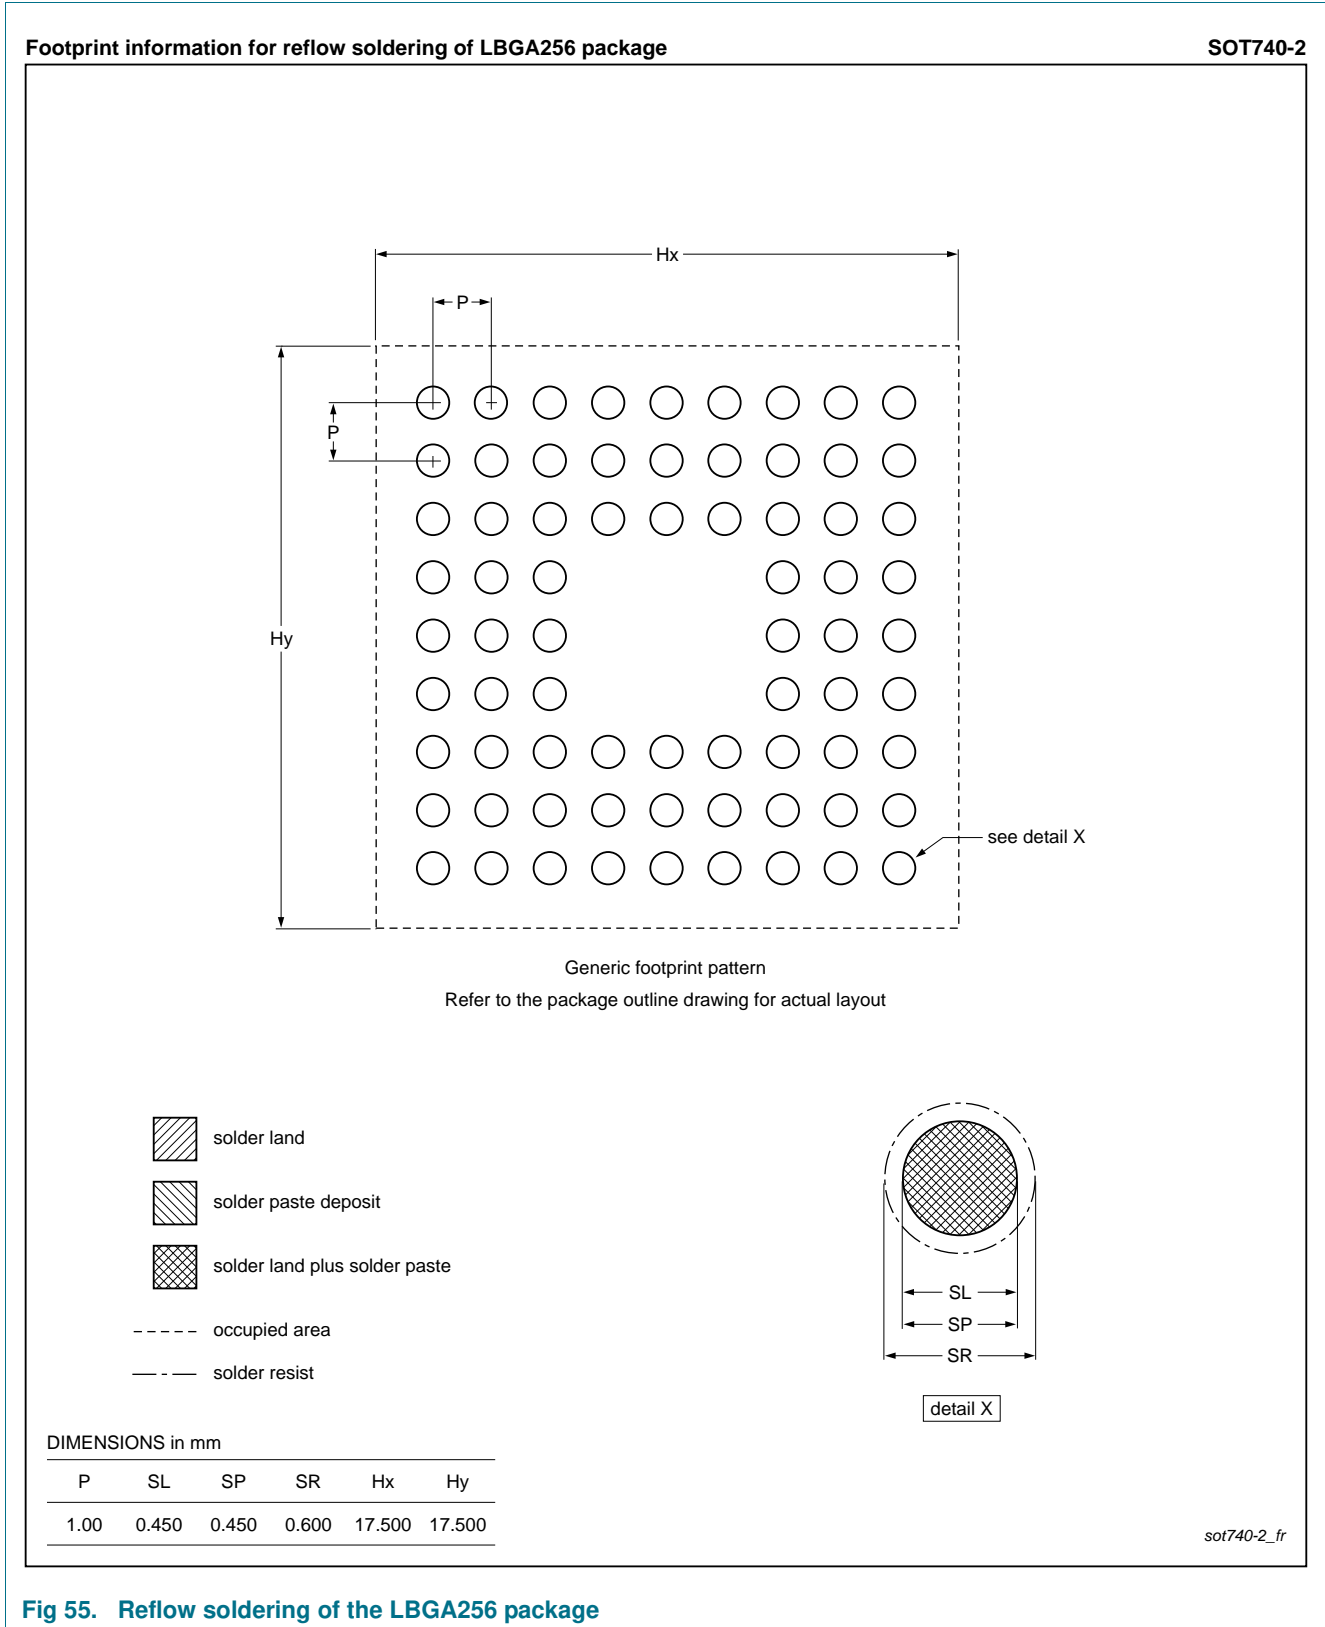 Footprint information for reflow soldering of LBGA256 package SOT740-2
Hx
P
P
Hy
see detail X
Generic footprint pattern
Refer to the package outline drawing for actual layout
solder land
solder paste deposit
solder land plus solder paste
occupied area
solder resist
SL
SP
SR
detail X
DIMENSIONS in mm
P SL SP SR Hx Hy
1.00 0.450 0.450 0.600 17.500 17.500
sot740-2_fr
Fig 55. Reflow soldering of the LBGA256 package